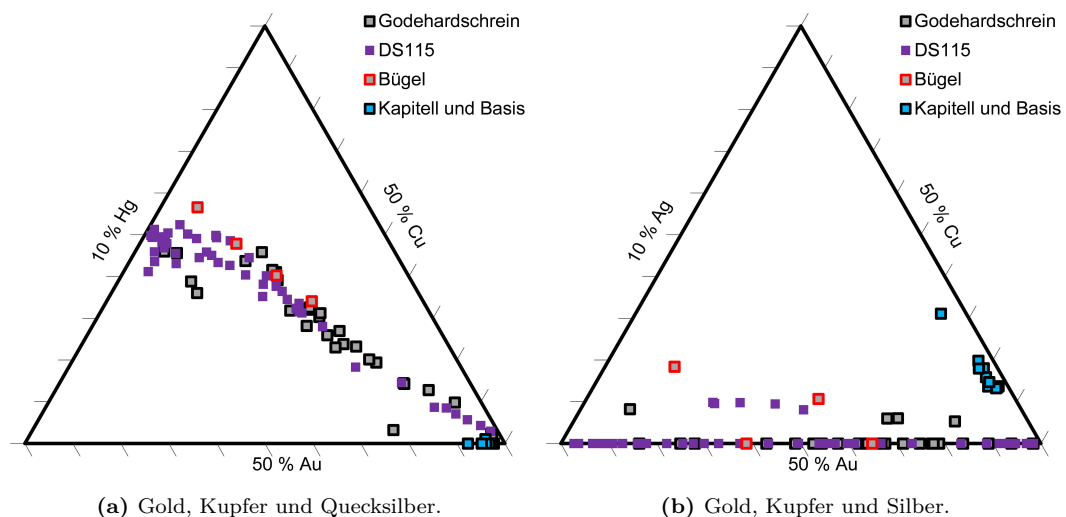 Godehardschrein
DS115
Bügel
Kapitell und Basis
10 % Hg
50 % Cu
50 % Au
(a) Gold, Kupfer und Quecksilber.
Godehardschrein
DS115
Bügel
Kapitell und Basis
10 % Ag
50 % Cu
50 % Au
(b) Gold, Kupfer und Silber.